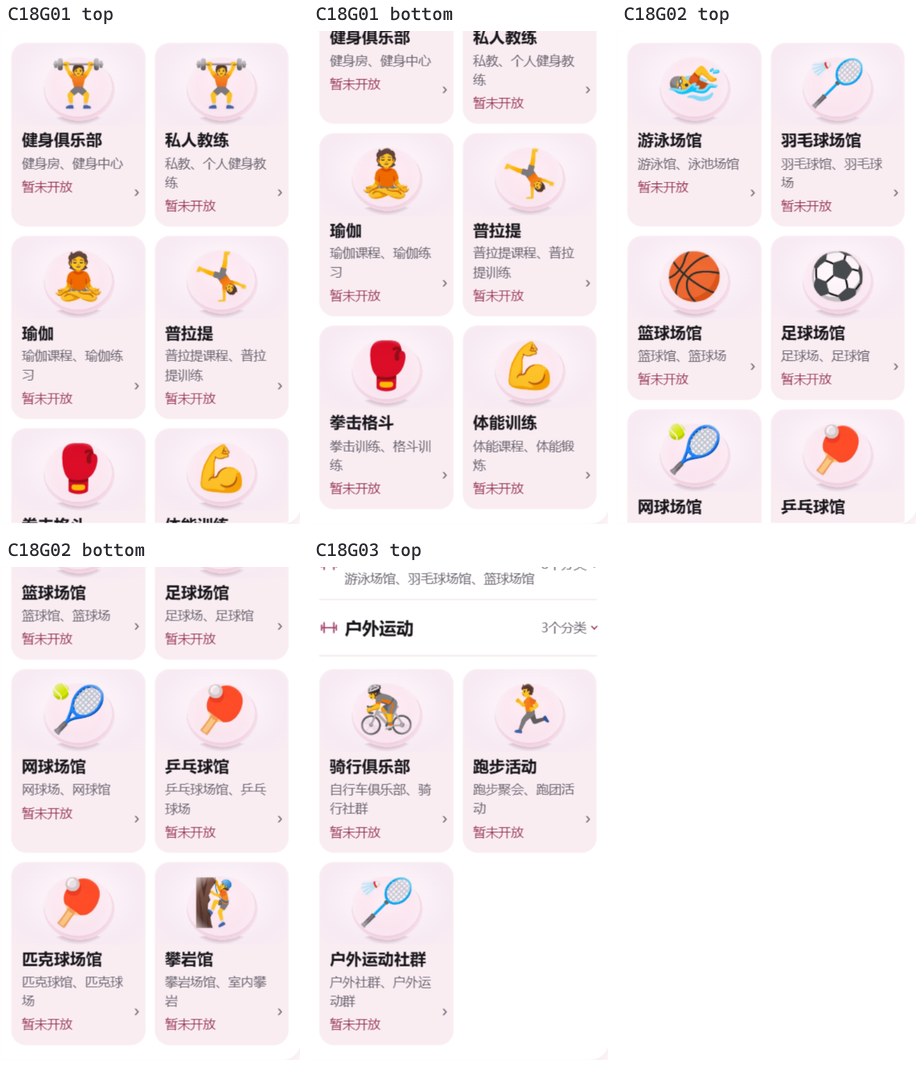 C18G01 top
健身俱乐部
健身房、健身中心
暂未开放
私人教练
私教、个人健身教
练
暂未开放
瑜伽
瑜伽课程、瑜伽练
习
暂未开放
普拉提
普拉提课程、普拉
提训练
暂未开放
拳击格斗
体能训练
C18G01 bottom
健身俱乐部
健身房、健身中心
暂未开放
私人教练
私教、个人健身教
练
暂未开放
瑜伽
瑜伽课程、瑜伽练
习
暂未开放
普拉提
普拉提课程、普拉
提训练
暂未开放
拳击格斗
拳击训练、格斗训
练
暂未开放
体能训练
体能课程、体能锻
炼
暂未开放
C18G02 top
游泳场馆
游泳馆、泳池场馆
暂未开放
羽毛球场馆
羽毛球馆、羽毛球
场
暂未开放
篮球场馆
篮球馆、篮球场
暂未开放
足球场馆
足球场、足球馆
暂未开放
网球场馆
乒乓球馆
C18G02 bottom
篮球场馆
篮球馆、篮球场
暂未开放
足球场馆
足球场、足球馆
暂未开放
网球场馆
网球场、网球馆
暂未开放
乒乓球馆
乒乓球场馆、乒乓
球场
暂未开放
匹克球场馆
匹克球馆、匹克球
场
暂未开放
攀岩馆
攀岩场馆、室内攀
岩
暂未开放
C18G03 top
游泳场馆、羽毛球场馆、篮球场馆
户外运动
3个分类
骑行俱乐部
自行车俱乐部、骑
行社群
暂未开放
跑步活动
跑步聚会、跑团活
动
暂未开放
户外运动社群
户外社群、户外运
动群
暂未开放